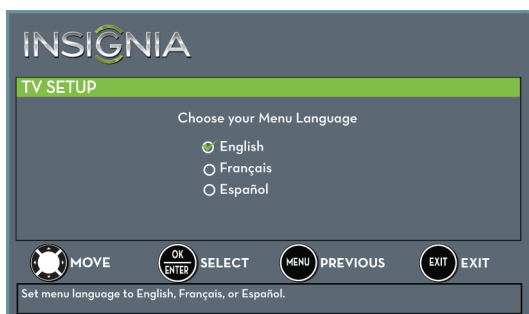 INSIGNIA
TV SETUP
Choose your Menu Language
English
Français
Español
MOVE OK ENTER SELECT MENU PREVIOUS EXIT EXIT
Set menu language to English, Français, or Español.